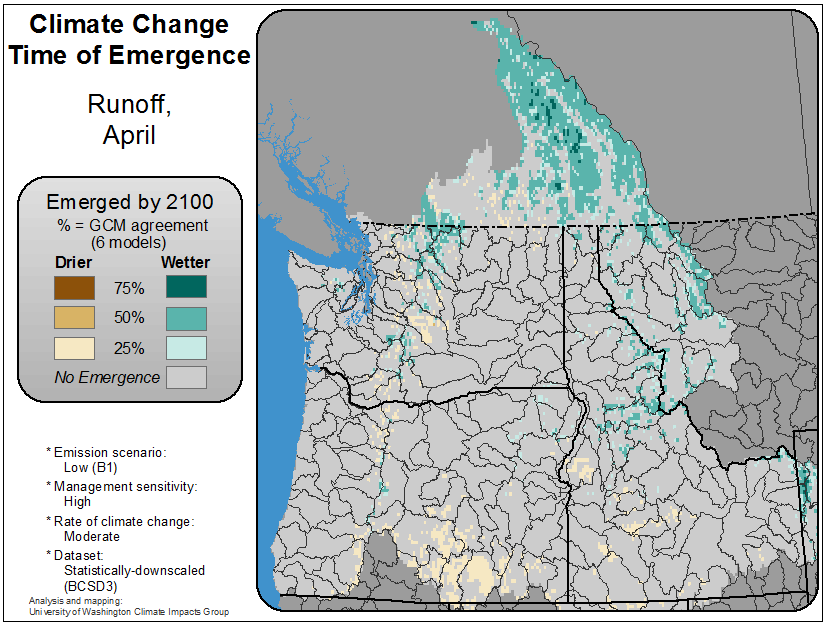 Climate Change
Time of Emergence
Runoff,
April
Emerged by 2100
% = GCM agreement
(6 models)
Drier Wetter
75%
50%
25%
No Emergence
* Emission scenario:
Low (B1)
* Management sensitivity:
High
* Rate of climate change:
Moderate
* Dataset:
Statistically-downscaled
(BCSD3)
Analysis and mapping:
University of Washington Climate Impacts Group